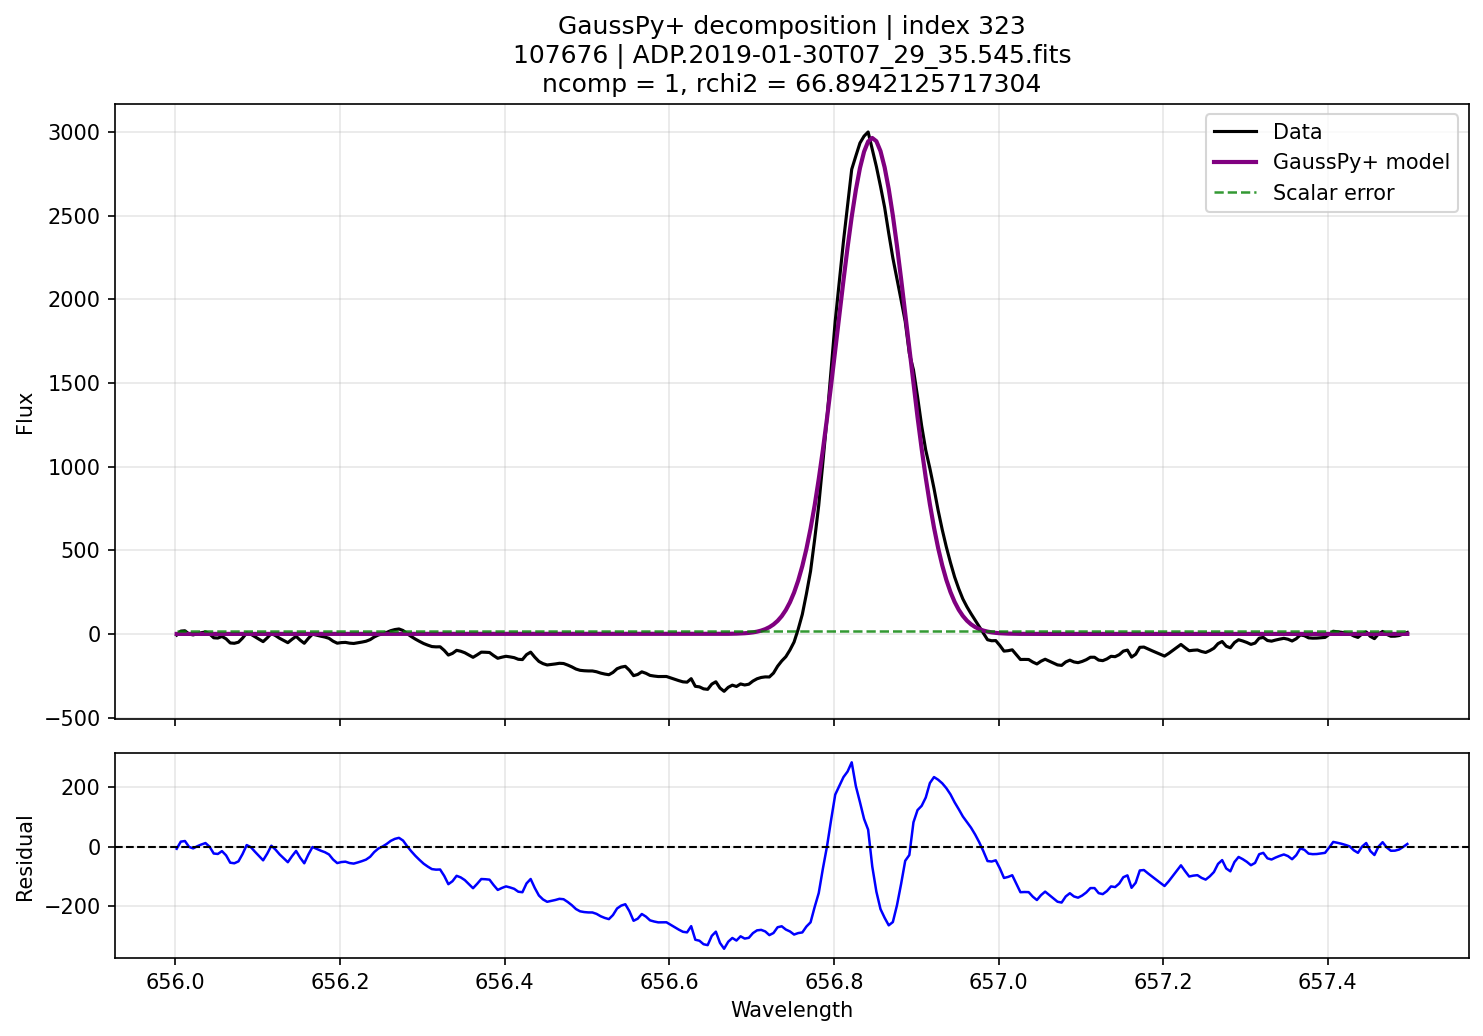 GaussPy+ decomposition | index 323
107676 | ADP.2019-01-30T07_29_35.545.fits
ncomp = 1, rchi2 = 66.8942125717304
Data
GaussPy+ model
Scalar error
3000
2500
2000
1500
1000
500
0
−500
Flux
200
0
−200
Residual
656.0
656.2
656.4
656.6
656.8
657.0
657.2
657.4
Wavelength